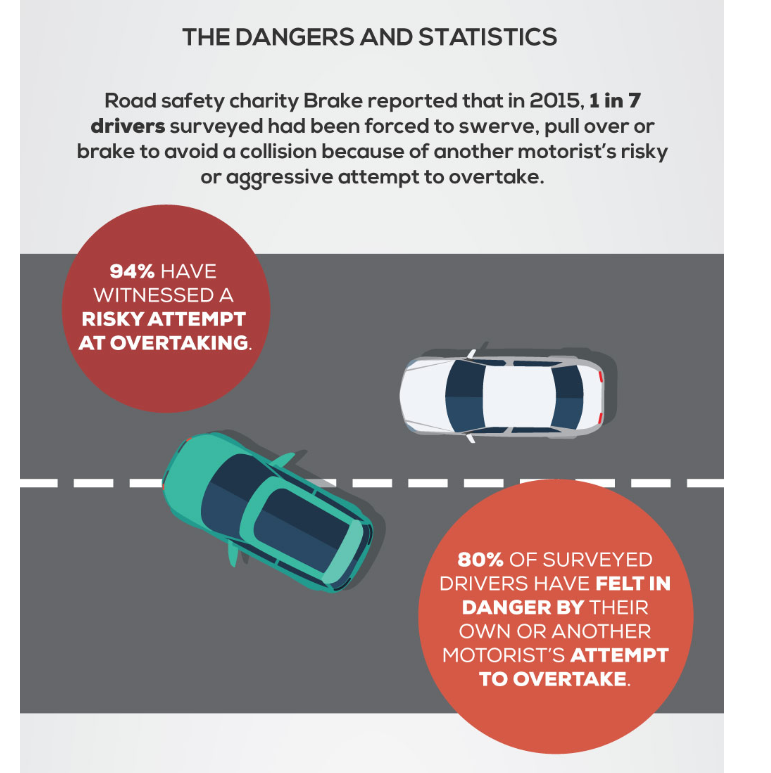 THE DANGERS AND STATISTICS
Road safety charity Brake reported that in 2015, 1 in 7
drivers surveyed had been forced to swerve, pull over or
brake to avoid a collision because of another motorist's risky
or aggressive attempt to overtake.
94% HAVE
WITNESSED A
RISKY ATTEMPT
AT OVERTAKING.
80% OF SURVEYED
DRIVERS HAVE FELT IN
DANGER BY THEIR
OWN OR ANOTHER
MOTORIST'S ATTEMPT
TO OVERTAKE.